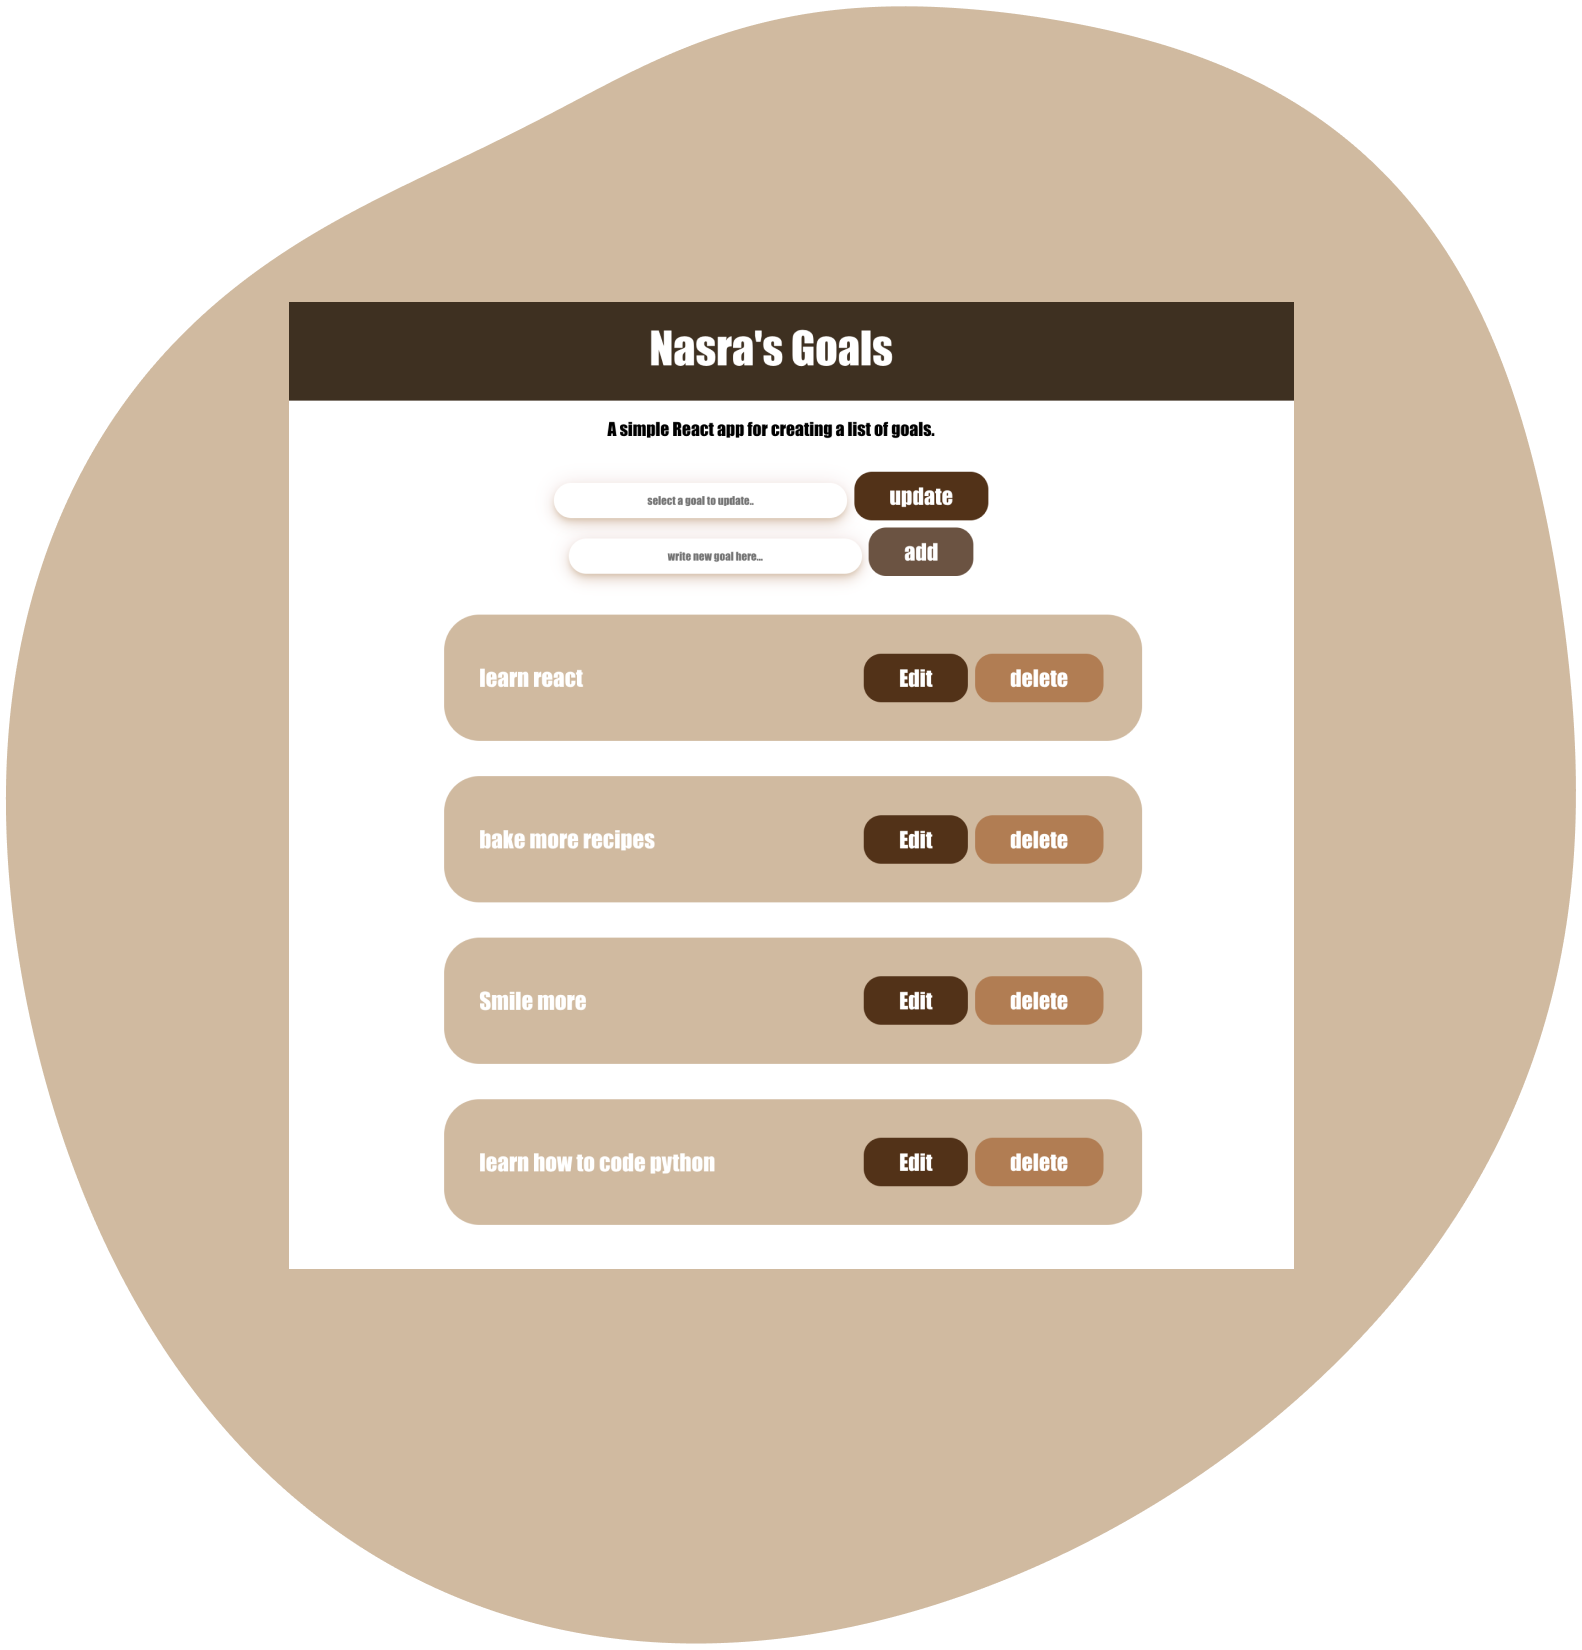 Nasra's Goals
A simple React app for creating a list of goals.
select a goal to update.. update
write new goal here... add
learn react Edit delete
bake more recipes Edit delete
Smile more Edit delete
learn how to code python Edit delete